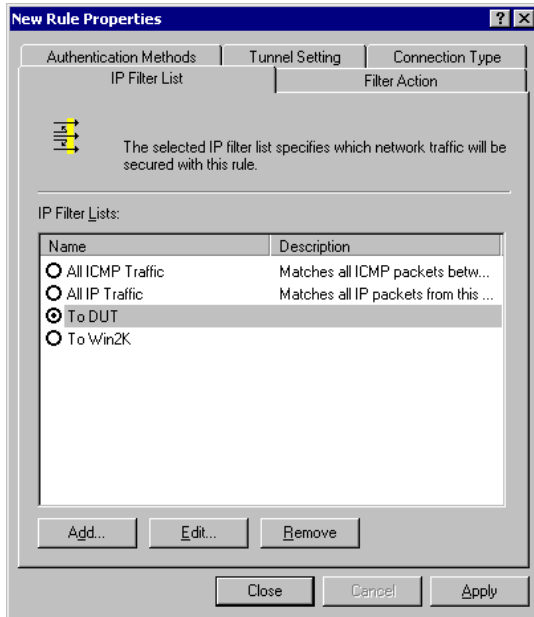 New Rule Properties
Authentication Methods Tunnel Setting Connection Type
IP Filter List Filter Action
The selected IP filter list specifies which network traffic will be
secured with this rule.
IP Filter Lists:
Name Description
All ICMP Traffic Matches all ICMP packets betw...
All IP Traffic Matches all IP packets from this ...
To DUT
To Win2K
Add... Edit... Remove
Close Cancel Apply